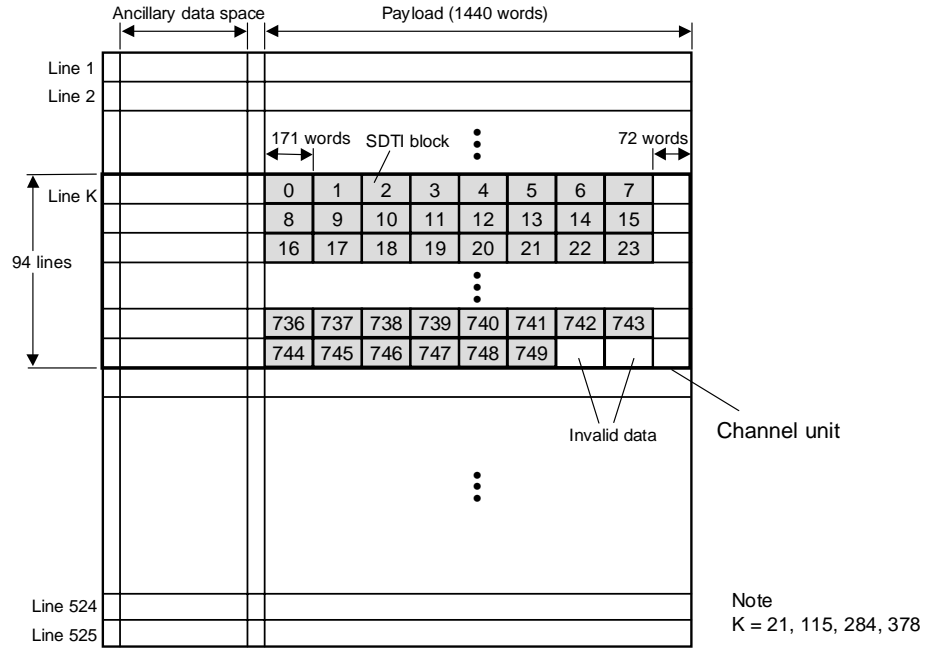 Ancillary data space Payload (1440 words)
Line 1
Line 2
171 words SDTI block 72 words
Line K 0 1 2 3 4 5 6 7
8 9 10 11 12 13 14 15
16 17 18 19 20 21 22 23
94 lines
736 737 738 739 740 741 742 743
744 745 746 747 748 749
Invalid data Channel unit
Line 524
Line 525
Note
K = 21, 115, 284, 378